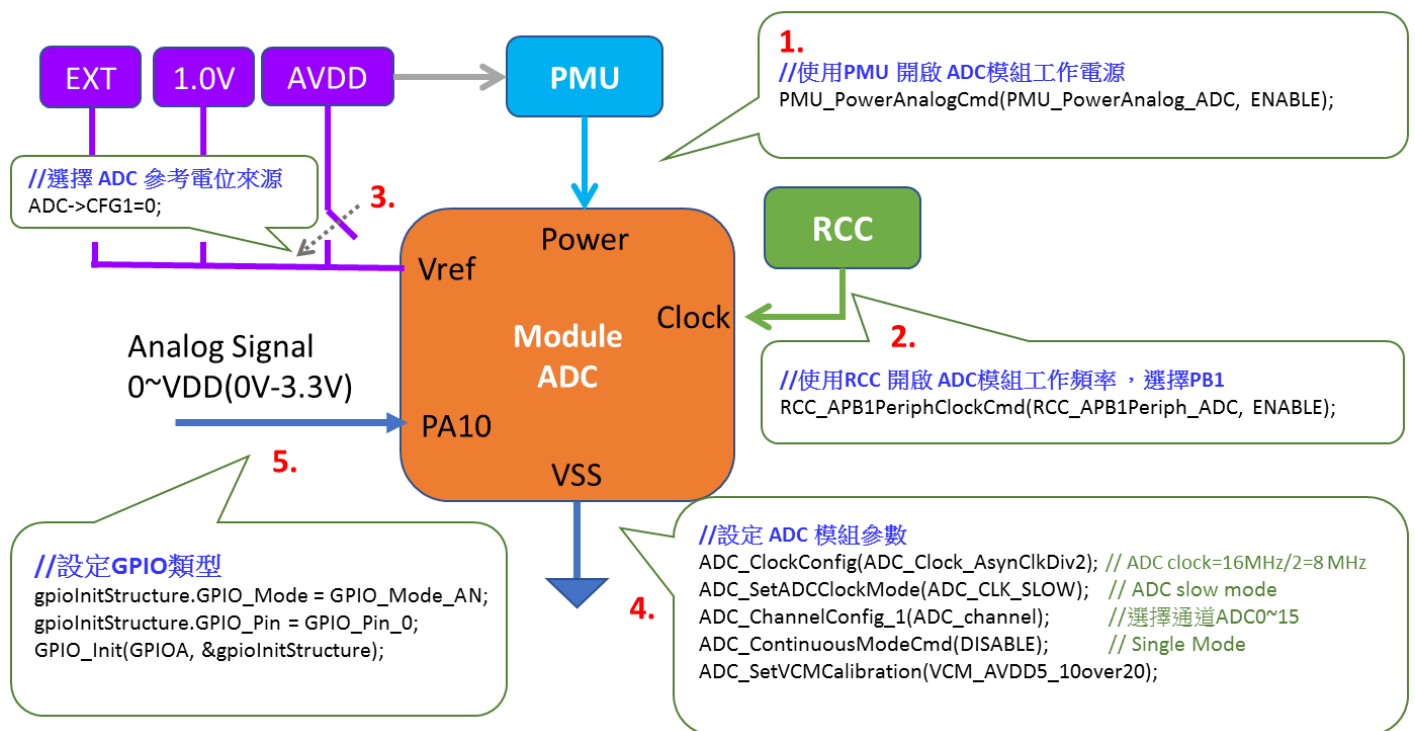 EXT
1.0V
AVDD
PMU
1.
//使用PMU 開啟 ADC模組工作電源
PMU_PowerAnalogCmd(PMU_PowerAnalog_ADC, ENABLE);
//選擇 ADC 參考電位來源
ADC->CFG1=0;
3.
Power
Vref
Clock
Module
ADC
PA10
VSS
RCC
2.
//使用RCC 開啟 ADC模組工作頻率，選擇PB1
RCC_APB1PeriphClockCmd(RCC_APB1Periph_ADC, ENABLE);
Analog Signal
0~VDD(0V-3.3V)
5.
//設定GPIO類型
gpioInitStructure.GPIO_Mode = GPIO_Mode_AN;
gpioInitStructure.GPIO_Pin = GPIO_Pin_0;
GPIO_Init(GPIOA, &gpioInitStructure);
4.
//設定 ADC 模組參數
ADC_ClockConfig(ADC_Clock_AsynClkDiv2); // ADC clock=16MHz/2=8 MHz
ADC_SetADCClockMode(ADC_CLK_SLOW); // ADC slow mode
ADC_ChannelConfig_1(ADC_channel); //選擇通道ADC0~15
ADC_ContinuousModeCmd(DISABLE); // Single Mode
ADC_SetVCMCalibration(VCM_AVDD5_10over20);